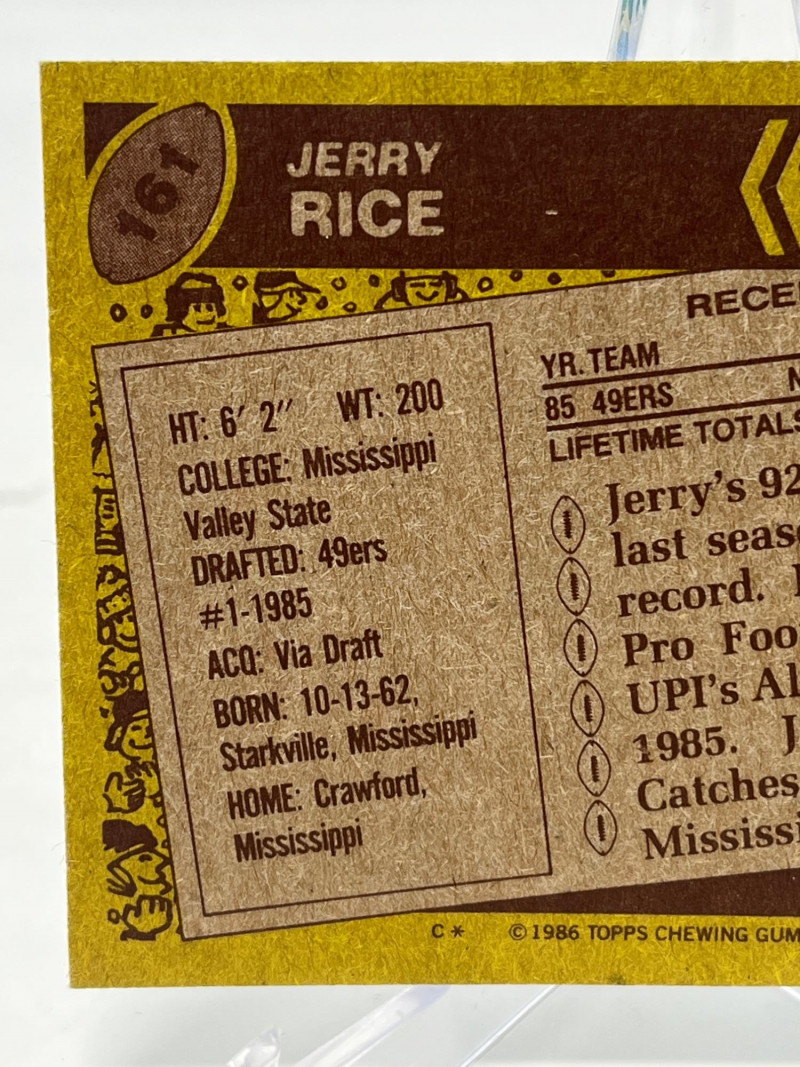 161
JERRY
RICE
HT: 6' 2" WT: 200
COLLEGE: Mississippi
Valley State
DRAFTED: 49ers
#1-1985
ACQ: Via Draft
BORN: 10-13-62,
Starkville, Mississippi
HOME: Crawford,
Mississippi
RECE
YR. TEAM
85 49ERS N
LIFETIME TOTALS
Jerry's 92
last seas
record.
Pro Foo
UPI's Al
1985. J
Catches
Mississi
C* © 1986 TOPPS CHEWING GUM